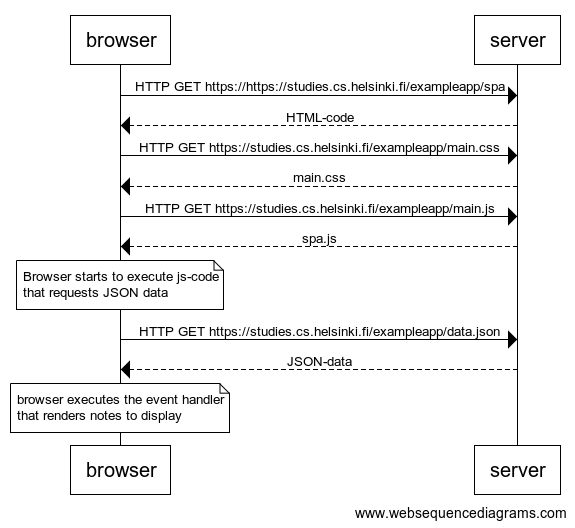 browser
server
HTTP GET https://https://studies.cs.helsinki.fi/exampleapp/spa
HTML-code
HTTP GET https://studies.cs.helsinki.fi/exampleapp/main.css
main.css
HTTP GET https://studies.cs.helsinki.fi/exampleapp/main.js
spa.js
Browser starts to execute js-code
that requests JSON data
HTTP GET https://studies.cs.helsinki.fi/exampleapp/data.json
JSON-data
browser executes the event handler
that renders notes to display
browser
server
www.websequencediagrams.com